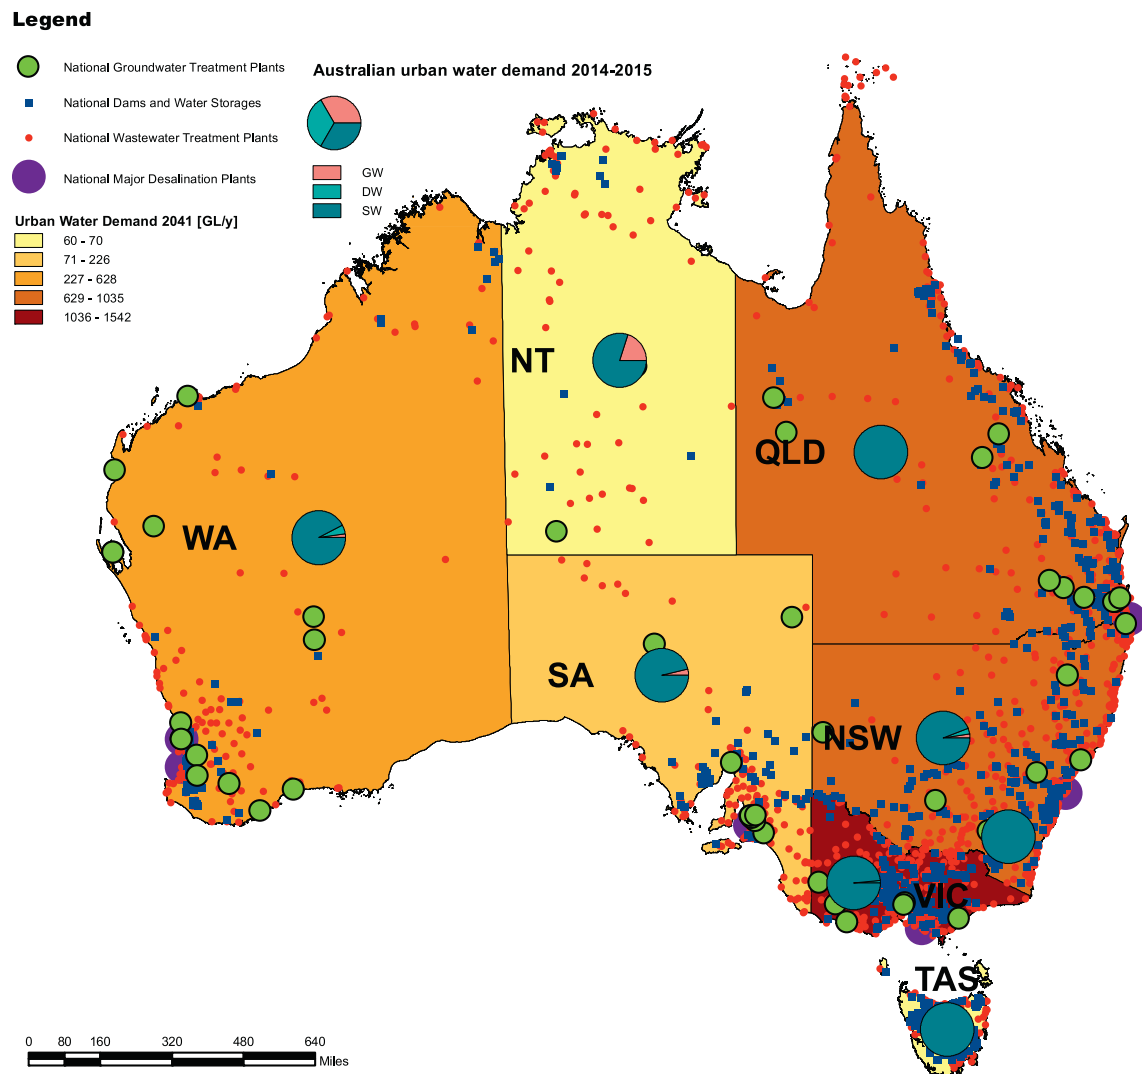 Legend
National Groundwater Treatment Plants
National Dams and Water Storages
National Wastewater Treatment Plants
National Major Desalination Plants
Urban Water Demand 2041 [GL/y]
60 - 70
71 - 226
227 - 628
629 - 1035
1036 - 1542
Australian urban water demand 2014-2015
GW
DW
SW
NT
QLD
WA
SA
NSW
VIC
TAS
0 80 160 320 480 640
Miles